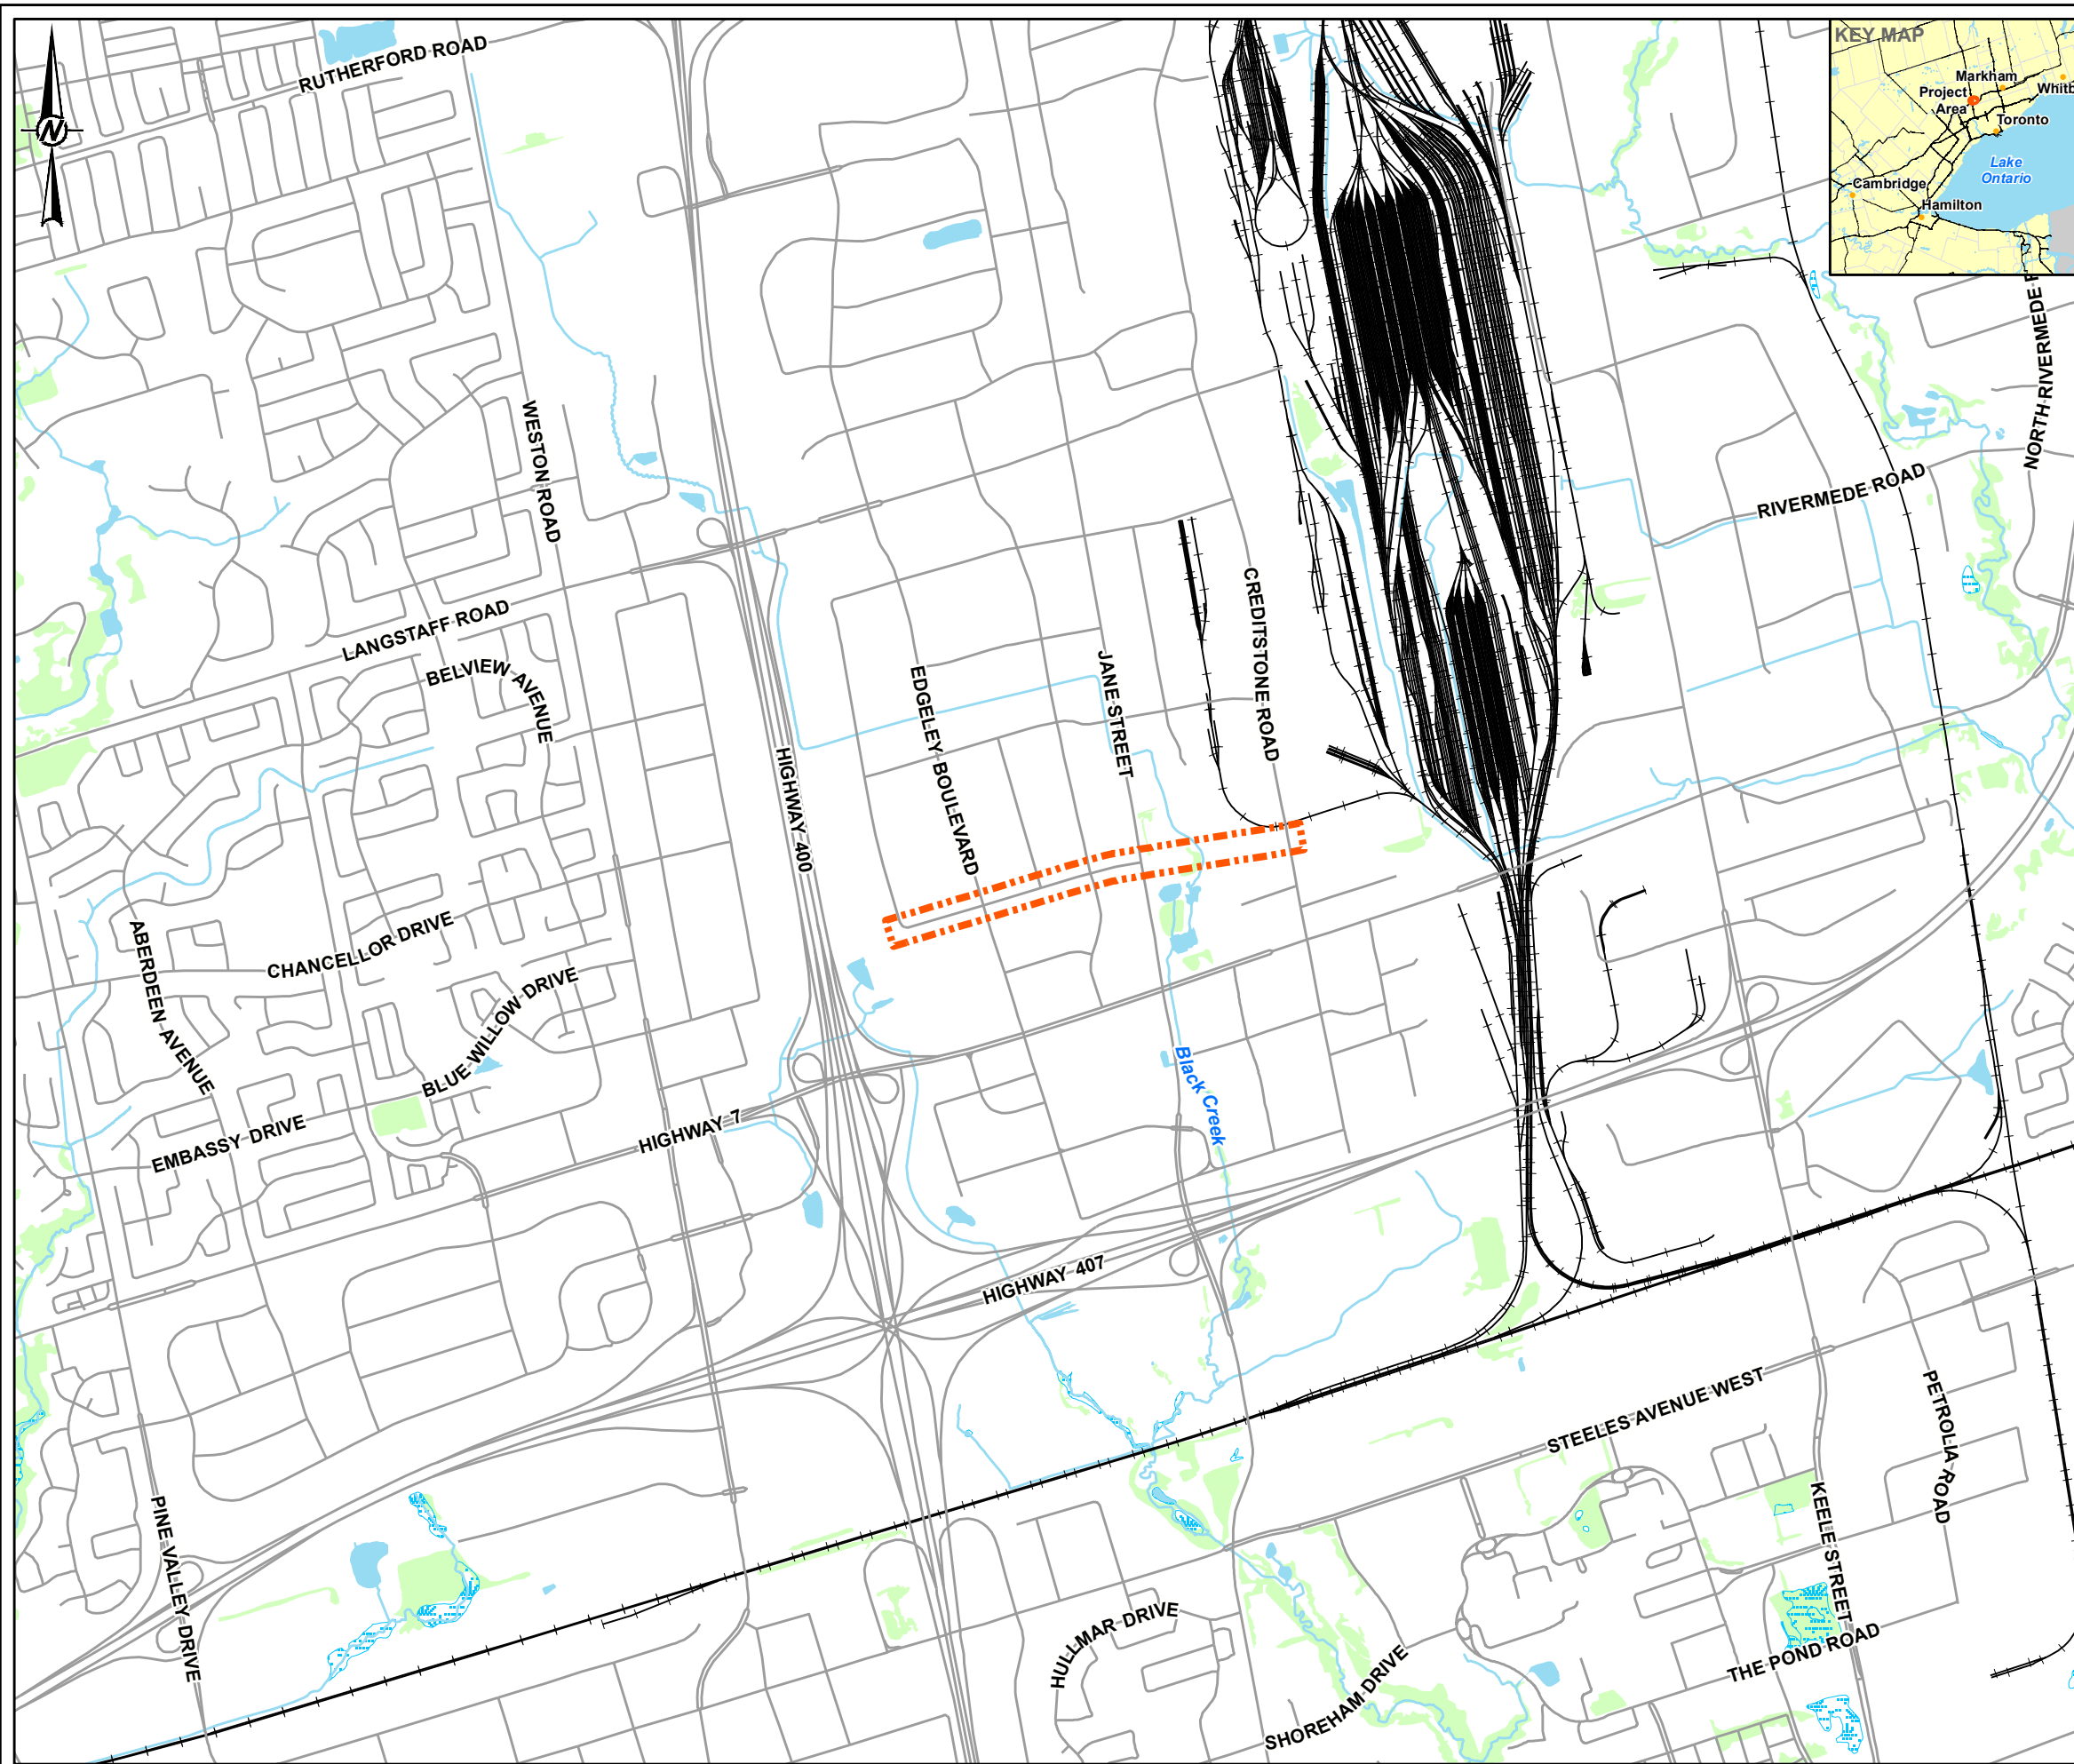 RUTHERFORD ROAD
KEY MAP
Markham
Project
Area
Whitb
Toronto
Lake
Ontario
Cambridge
Hamilton
N
NORTH RIVERMEDE R
WESTON ROAD
RIVERMEDE ROAD
LANGSTAFF ROAD
BELVIEW AVENUE
CREDITSTONE ROAD
JANE STREET
EDGELEY BOULEVARD
HIGHWAY 400
ABERDEEN AVENUE
CHANCELLOR DRIVE
BLUE WILLOW DRIVE
EMBASSY DRIVE
HIGHWAY 7
Black Creek
HIGHWAY 407
STEELES AVENUE WEST
PETROLIA ROAD
KEELE STREET
PINE VALLEY DRIVE
HULLMAR DRIVE
SHOREHAM DRIVE
THE POND ROAD